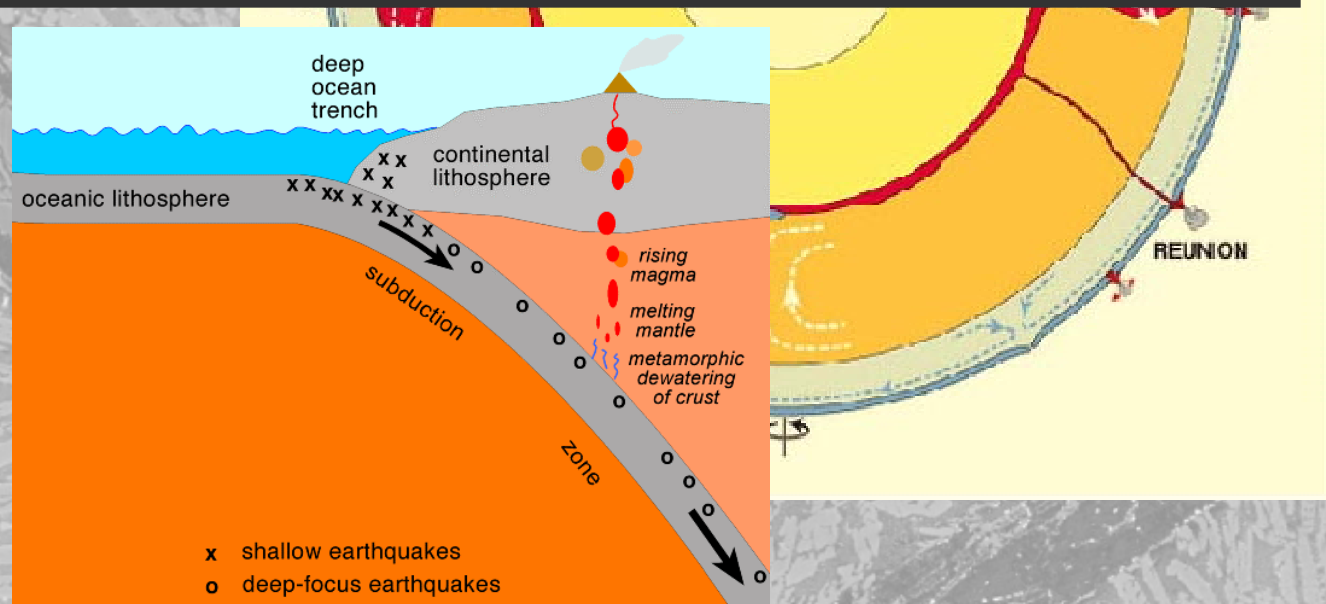 deep
ocean
trench
continental
lithosphere
oceanic lithosphere
rising
magma
subduction
melting
mantle
metamorphic
dewatering
of crust
zone
x shallow earthquakes
o deep-focus earthquakes
REUNION